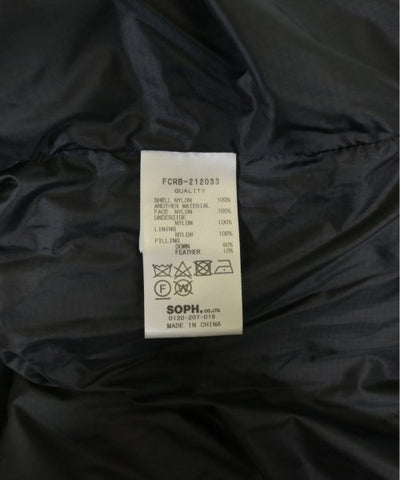 FCRB-212033
QUALITY
SHELL NYLON 100%
ANOTHER MATERIAL
FACE NYLON 100%
UNDERSIDE
NYLON 100%
LINING
NYLON 100%
FILLING
DOWN 90%
FEATHER 10%
F W
SOPH. CO.,LTD.
0120-207-019
MADE IN CHINA